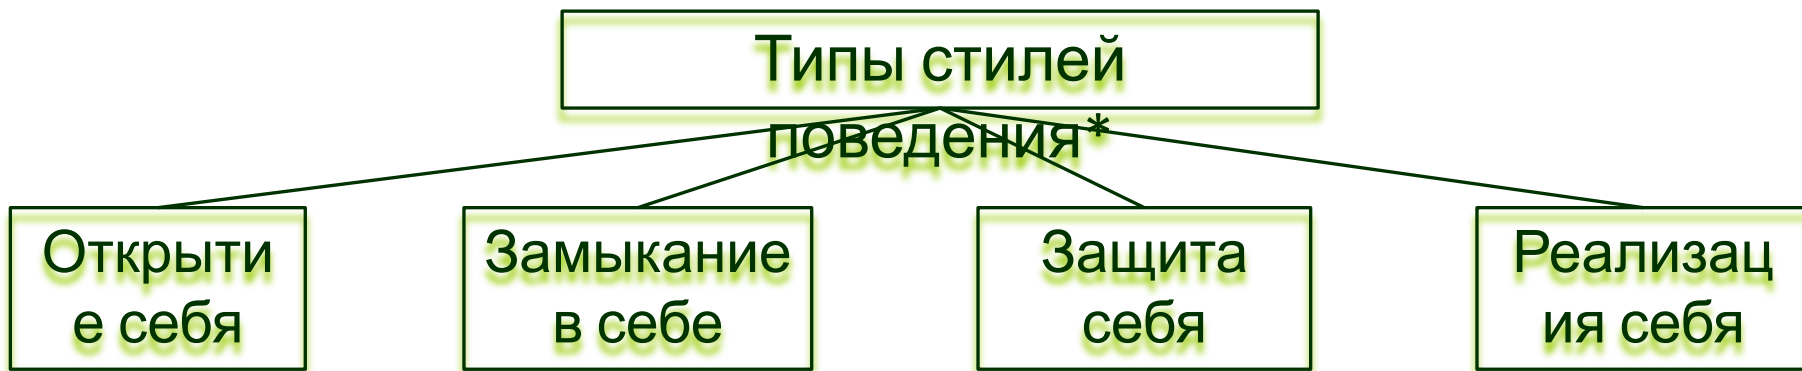 Типы стилей
поведения*
Открыти
е себя
Замыкание
в себе
Защита
себя
Реализац
ия себя